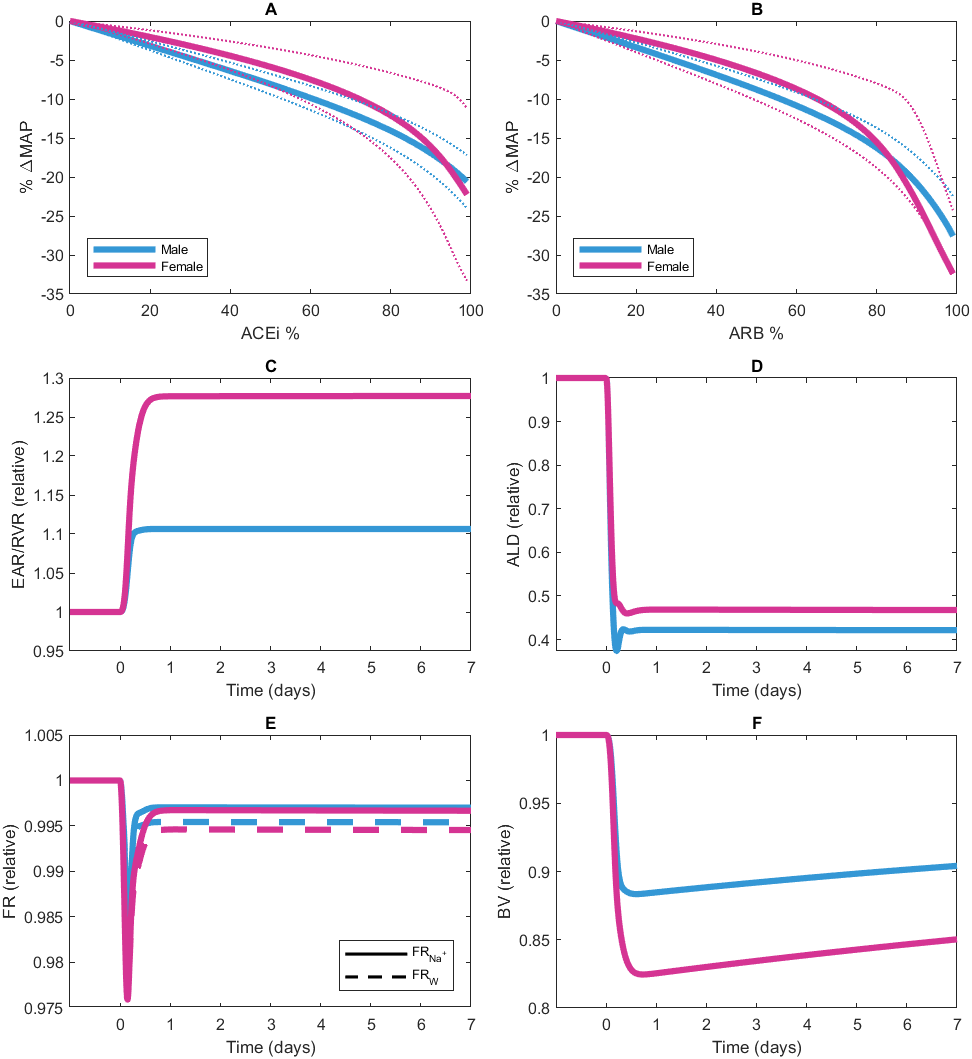 A
0
-5
-10
-15
-20
-25
-30
-35
% ΔMAP
Male
Female
0 20 40 60 80 100
ACEi %
B
0
-5
-10
-15
-20
-25
-30
-35
% ΔMAP
Male
Female
0 20 40 60 80 100
ARB %
C
1.3
1.25
1.2
1.15
1.1
1.05
1
0.95
EAR/RVR (relative)
0 1 2 3 4 5 6 7
Time (days)
D
1
0.9
0.8
0.7
0.6
0.5
0.4
ALD (relative)
0 1 2 3 4 5 6 7
Time (days)
E
1.005
1
0.995
0.99
0.985
0.98
0.975
FR (relative)
FRNa+
FRW
0 1 2 3 4 5 6 7
Time (days)
F
1
0.95
0.9
0.85
0.8
BV (relative)
0 1 2 3 4 5 6 7
Time (days)